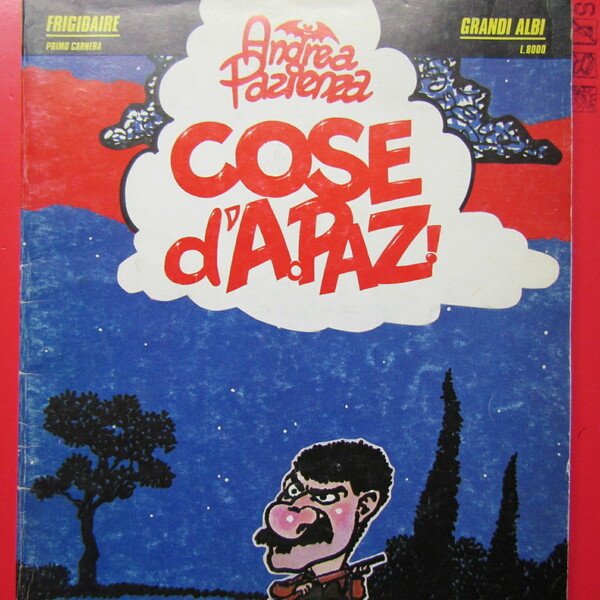 FRIGIDAIRE
PRIMO CARNERA
GRANDI ALBI
L.8000
Andrea
Pazienza
COSE
d'A.PAZ!